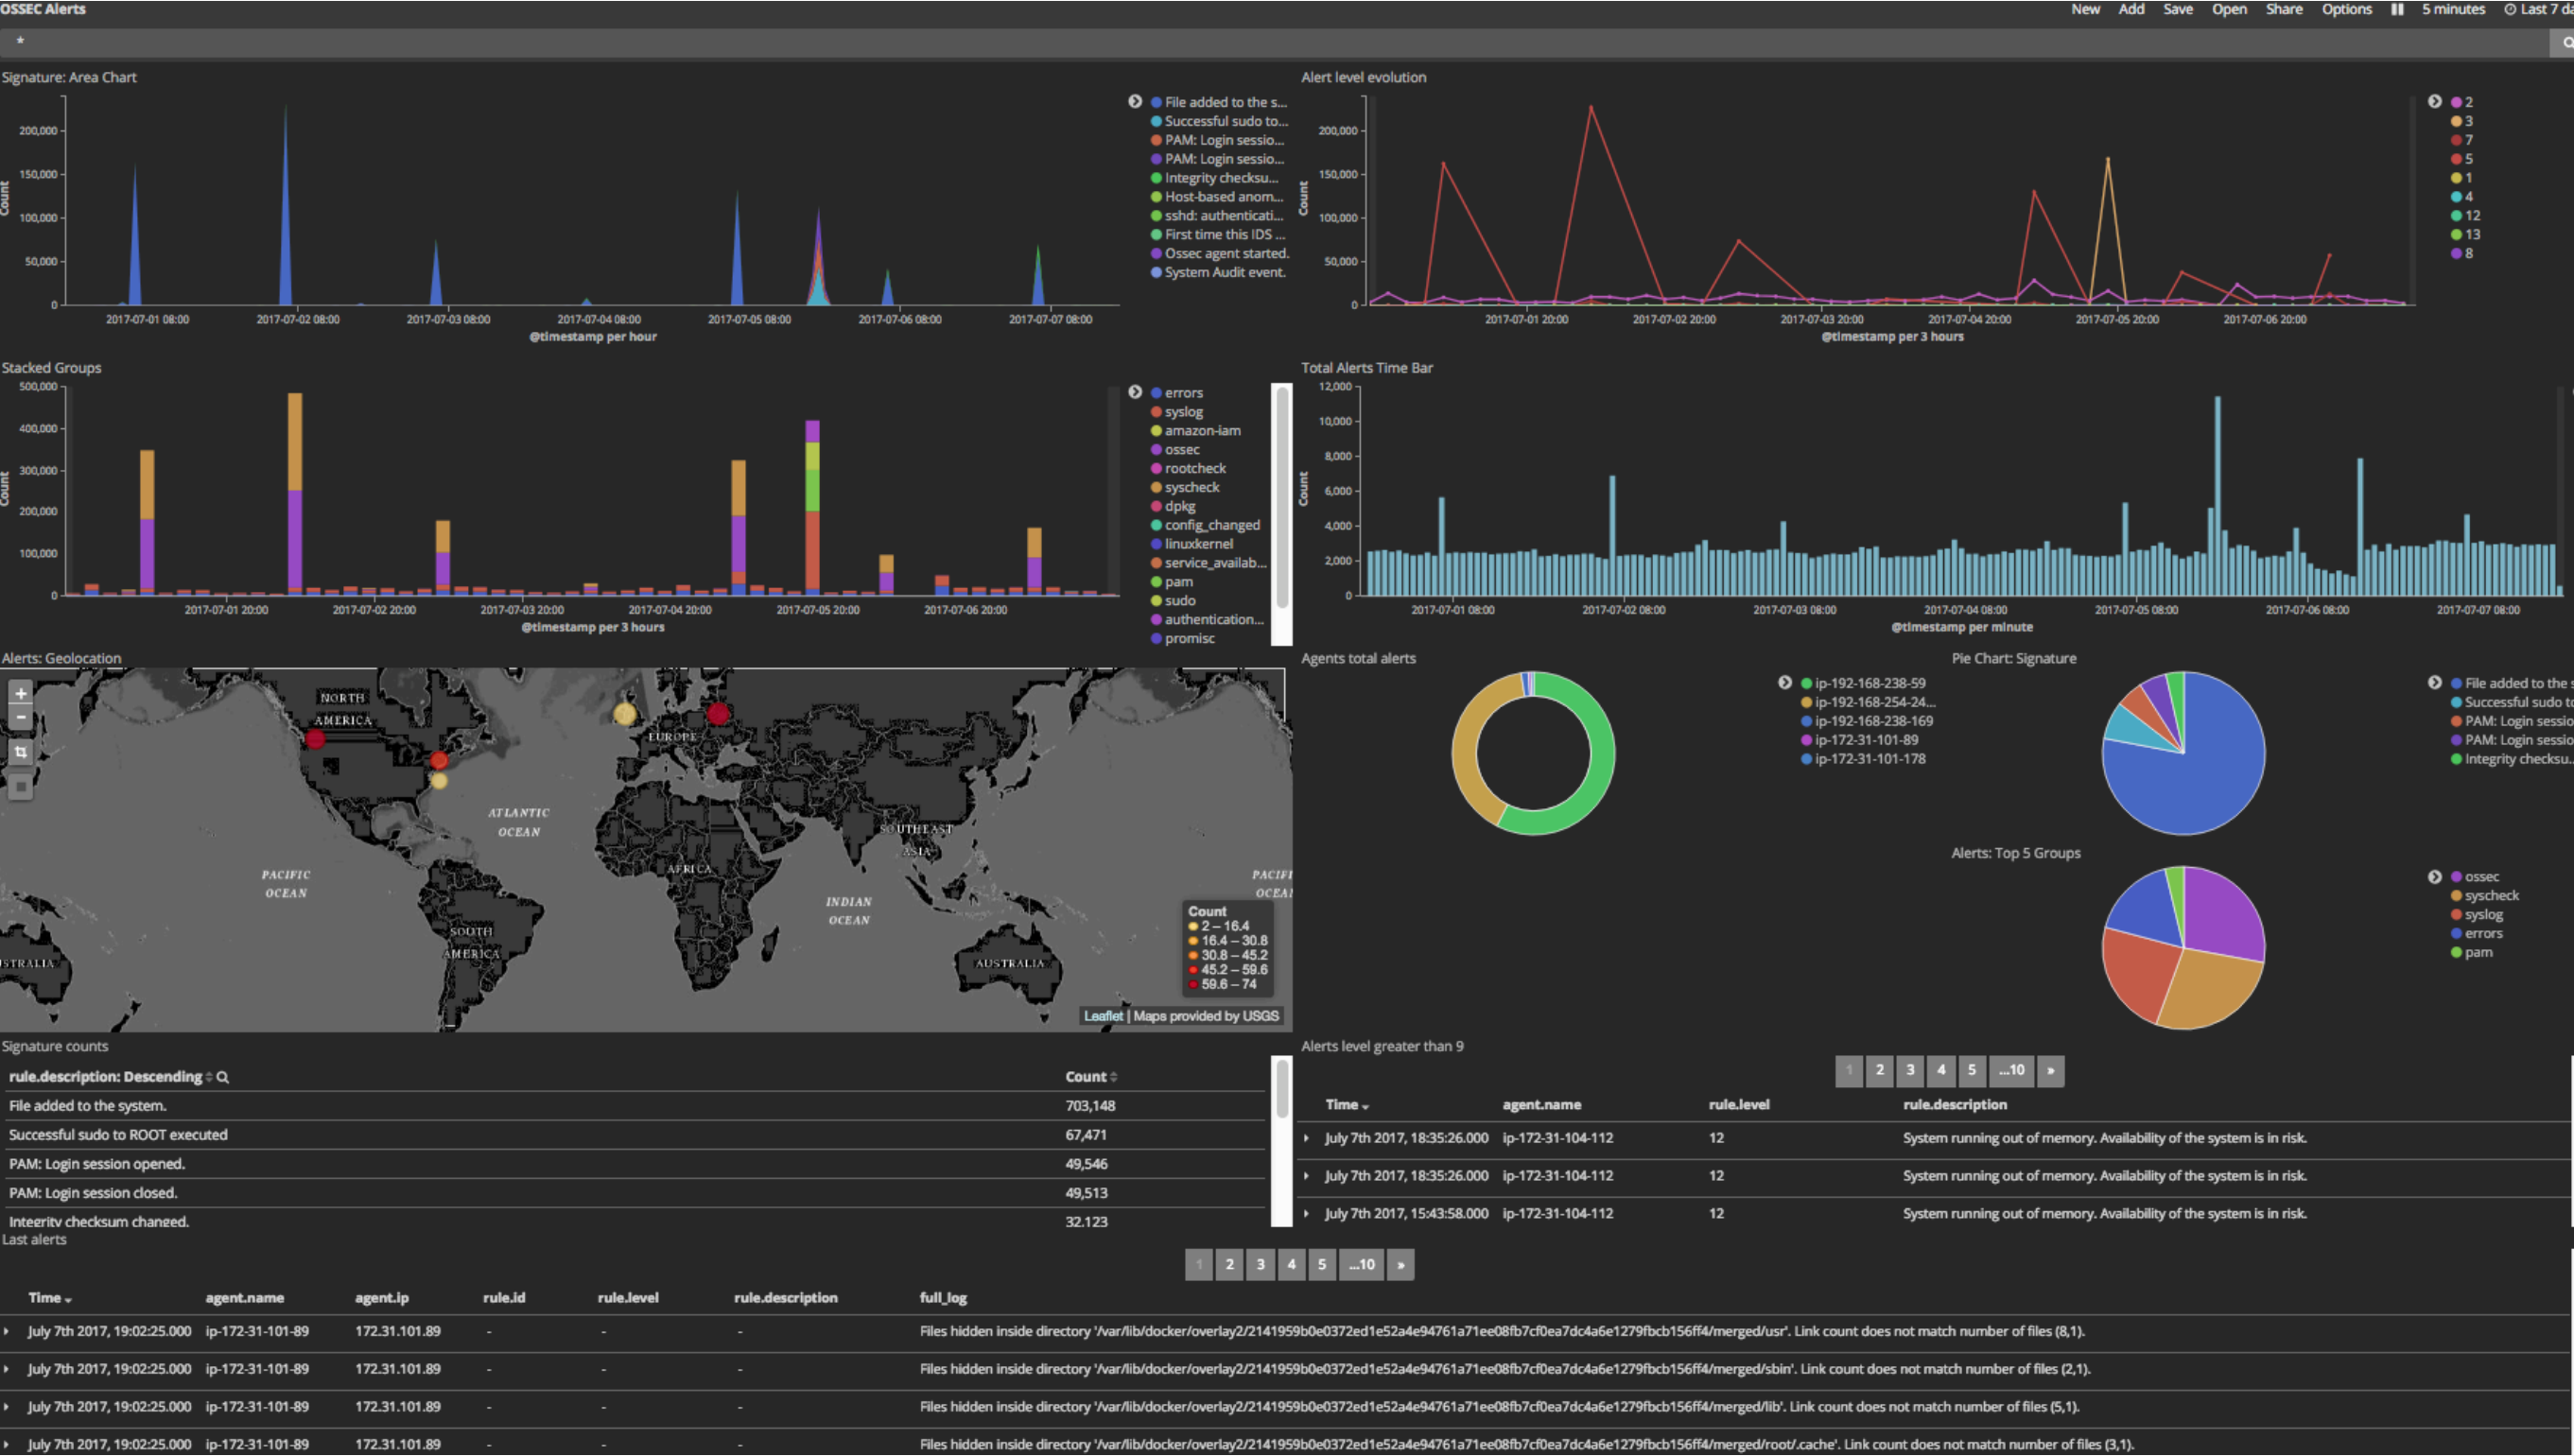 OSSEC Alerts
New Add Save Open Share Options 5 minutes Last 7
*
Signature: Area Chart
200,000
150,000
100,000
50,000
0
Count
2017-07-01 08:00 2017-07-02 08:00 2017-07-03 08:00 2017-07-04 08:00 2017-07-05 08:00 2017-07-06 08:00 2017-07-07 08:00
@timestamp per hour
File added to the s...
Successful sudo to...
PAM: Login sessio...
PAM: Login sessio...
Integrity checksu...
Host-based anom...
sshd: authenticati...
First time this IDS ...
Ossec agent started.
System Audit event.
Alert level evolution
200,000
150,000
100,000
50,000
0
Count
2017-07-01 20:00 2017-07-02 20:00 2017-07-03 20:00 2017-07-04 20:00 2017-07-05 20:00 2017-07-06 20:00
@timestamp per 3 hours
2
3
7
5
1
4
12
13
8
Stacked Groups
500,000
400,000
300,000
200,000
100,000
0
Count
2017-07-01 20:00 2017-07-02 20:00 2017-07-03 20:00 2017-07-04 20:00 2017-07-05 20:00 2017-07-06 20:00
@timestamp per 3 hours
errors
syslog
amazon-iam
ossec
rootcheck
syscheck
dpkg
config_changed
linuxkernel
service_availab...
pam
sudo
authentication...
promisc
Total Alerts Time Bar
12,000
10,000
8,000
6,000
4,000
2,000
0
Count
2017-07-01 08:00 2017-07-02 08:00 2017-07-03 08:00 2017-07-04 08:00 2017-07-05 08:00 2017-07-06 08:00 2017-07-07 08:00
@timestamp per minute
Alerts: Geolocation
+
−
NORTH
AMERICA
EUROPE
ATLANTIC
OCEAN
SOUTHEAST
ASIA
AFRICA
PACIFIC
OCEAN
INDIAN
OCEAN
SOUTH
AMERICA
AUSTRALIA
Count
2 – 16.4
16.4 – 30.8
30.8 – 45.2
45.2 – 59.6
59.6 – 74
Leaflet | Maps provided by USGS
Agents total alerts
ip-192-168-238-59
ip-192-168-254-24...
ip-192-168-238-169
ip-172-31-101-89
ip-172-31-101-178
Pie Chart: Signature
File added to the s
Successful sudo to
PAM: Login sessio
PAM: Login sessio
Integrity checksu..
Alerts: Top 5 Groups
ossec
syscheck
syslog
errors
pam
Signature counts
rule.description: Descending Count
File added to the system. 703,148
Successful sudo to ROOT executed 67,471
PAM: Login session opened. 49,546
PAM: Login session closed. 49,513
Integrity checksum changed. 32,123
Alerts level greater than 9
1 2 3 4 5 ...10 »
Time agent.name rule.level rule.description
July 7th 2017, 18:35:26.000 ip-172-31-104-112 12 System running out of memory. Availability of the system is in risk.
July 7th 2017, 18:35:26.000 ip-172-31-104-112 12 System running out of memory. Availability of the system is in risk.
July 7th 2017, 15:43:58.000 ip-172-31-104-112 12 System running out of memory. Availability of the system is in risk.
Last alerts
1 2 3 4 5 ...10 »
Time agent.name agent.ip rule.id rule.level rule.description full_log
July 7th 2017, 19:02:25.000 ip-172-31-101-89 172.31.101.89 - - - Files hidden inside directory '/var/lib/docker/overlay2/2141959b0e0372ed1e52a4e94761a71ee08fb7cf0ea7dc4a6e1279fbcb156ff4/merged/usr'. Link count does not match number of files (8,1).
July 7th 2017, 19:02:25.000 ip-172-31-101-89 172.31.101.89 - - - Files hidden inside directory '/var/lib/docker/overlay2/2141959b0e0372ed1e52a4e94761a71ee08fb7cf0ea7dc4a6e1279fbcb156ff4/merged/sbin'. Link count does not match number of files (2,1).
July 7th 2017, 19:02:25.000 ip-172-31-101-89 172.31.101.89 - - - Files hidden inside directory '/var/lib/docker/overlay2/2141959b0e0372ed1e52a4e94761a71ee08fb7cf0ea7dc4a6e1279fbcb156ff4/merged/lib'. Link count does not match number of files (5,1).
July 7th 2017, 19:02:25.000 ip-172-31-101-89 172.31.101.89 - - - Files hidden inside directory '/var/lib/docker/overlay2/2141959b0e0372ed1e52a4e94761a71ee08fb7cf0ea7dc4a6e1279fbcb156ff4/merged/root/.cache'. Link count does not match number of files (3,1).